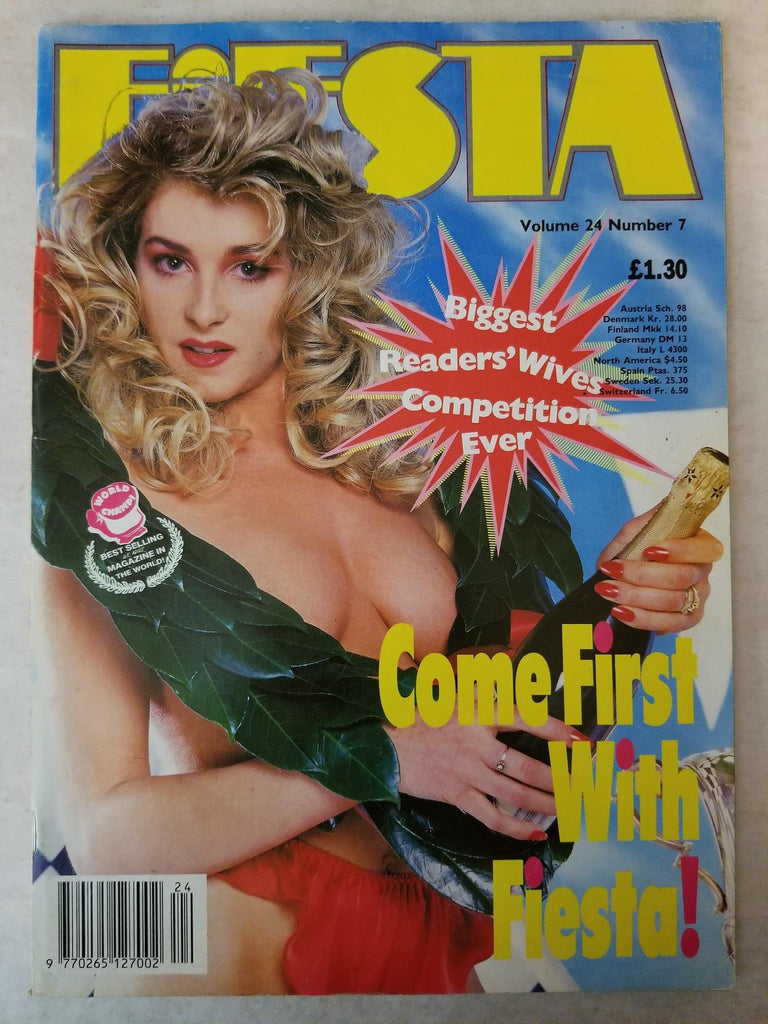 FiESTA
Volume 24 Number 7
£1.30
Austria Sch. 98
Denmark Kr. 28.00
Finland Mkk 14.10
Germany DM 13
Italy L 4300
North America $4.50
Spain Ptas. 375
Sweden Sek. 25.30
Switzerland Fr. 6.50
Biggest
Readers' Wives
Competition
Ever
WORLD
CHAMP!
BEST SELLING
MAGAZINE IN
THE WORLD!
Come First
With
Fiesta!
24
9 770265 127002